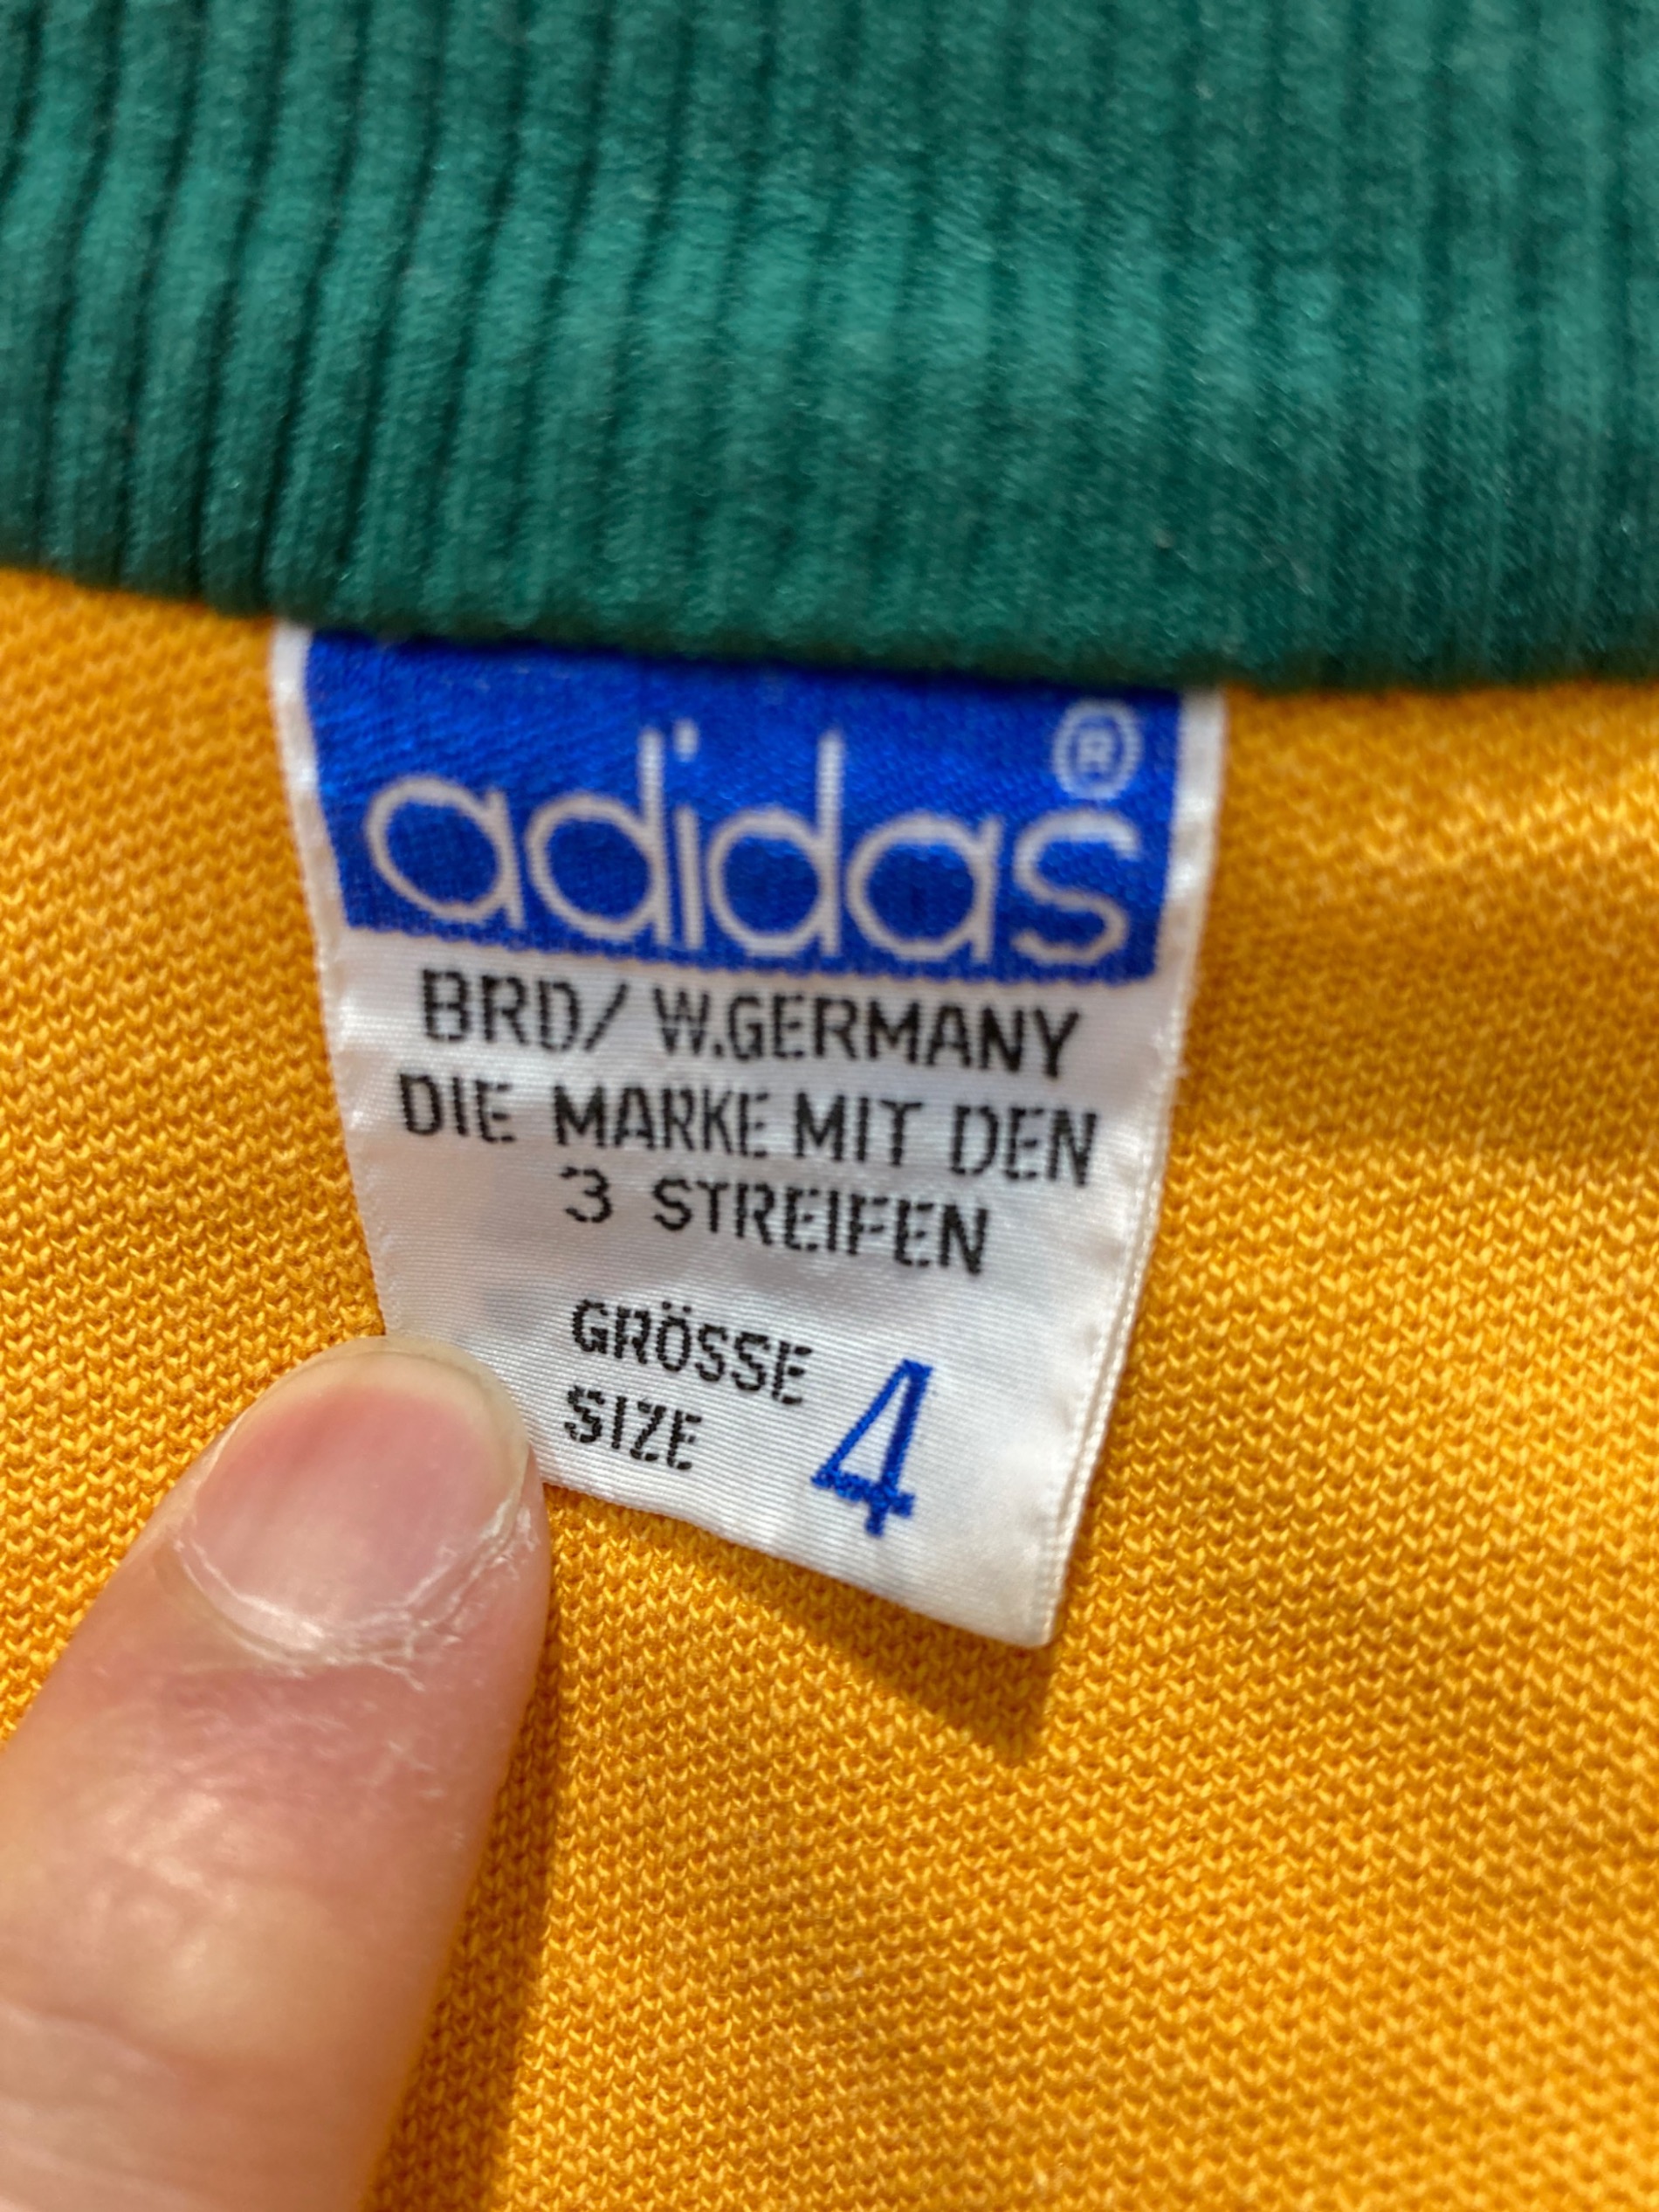 adidas®
BRD/ W.GERMANY
DIE MARKE MIT DEN
3 STREIFEN
GRÖSSE 4
SIZE